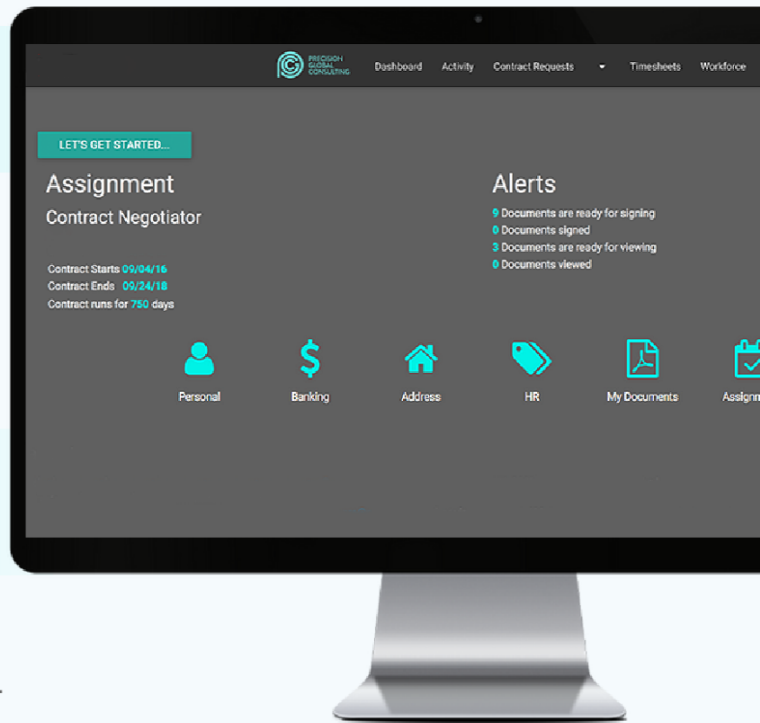 PRECISION
GLOBAL
CONSULTING
Dashboard Activity Contract Requests Timesheets Workforce
LET'S GET STARTED...
Assignment
Contract Negotiator
Contract Starts 09/04/16
Contract Ends 09/24/18
Contract runs for 750 days
Alerts
9 Documents are ready for signing
0 Documents signed
3 Documents are ready for viewing
0 Documents viewed
Personal Banking Address HR My Documents Assignm